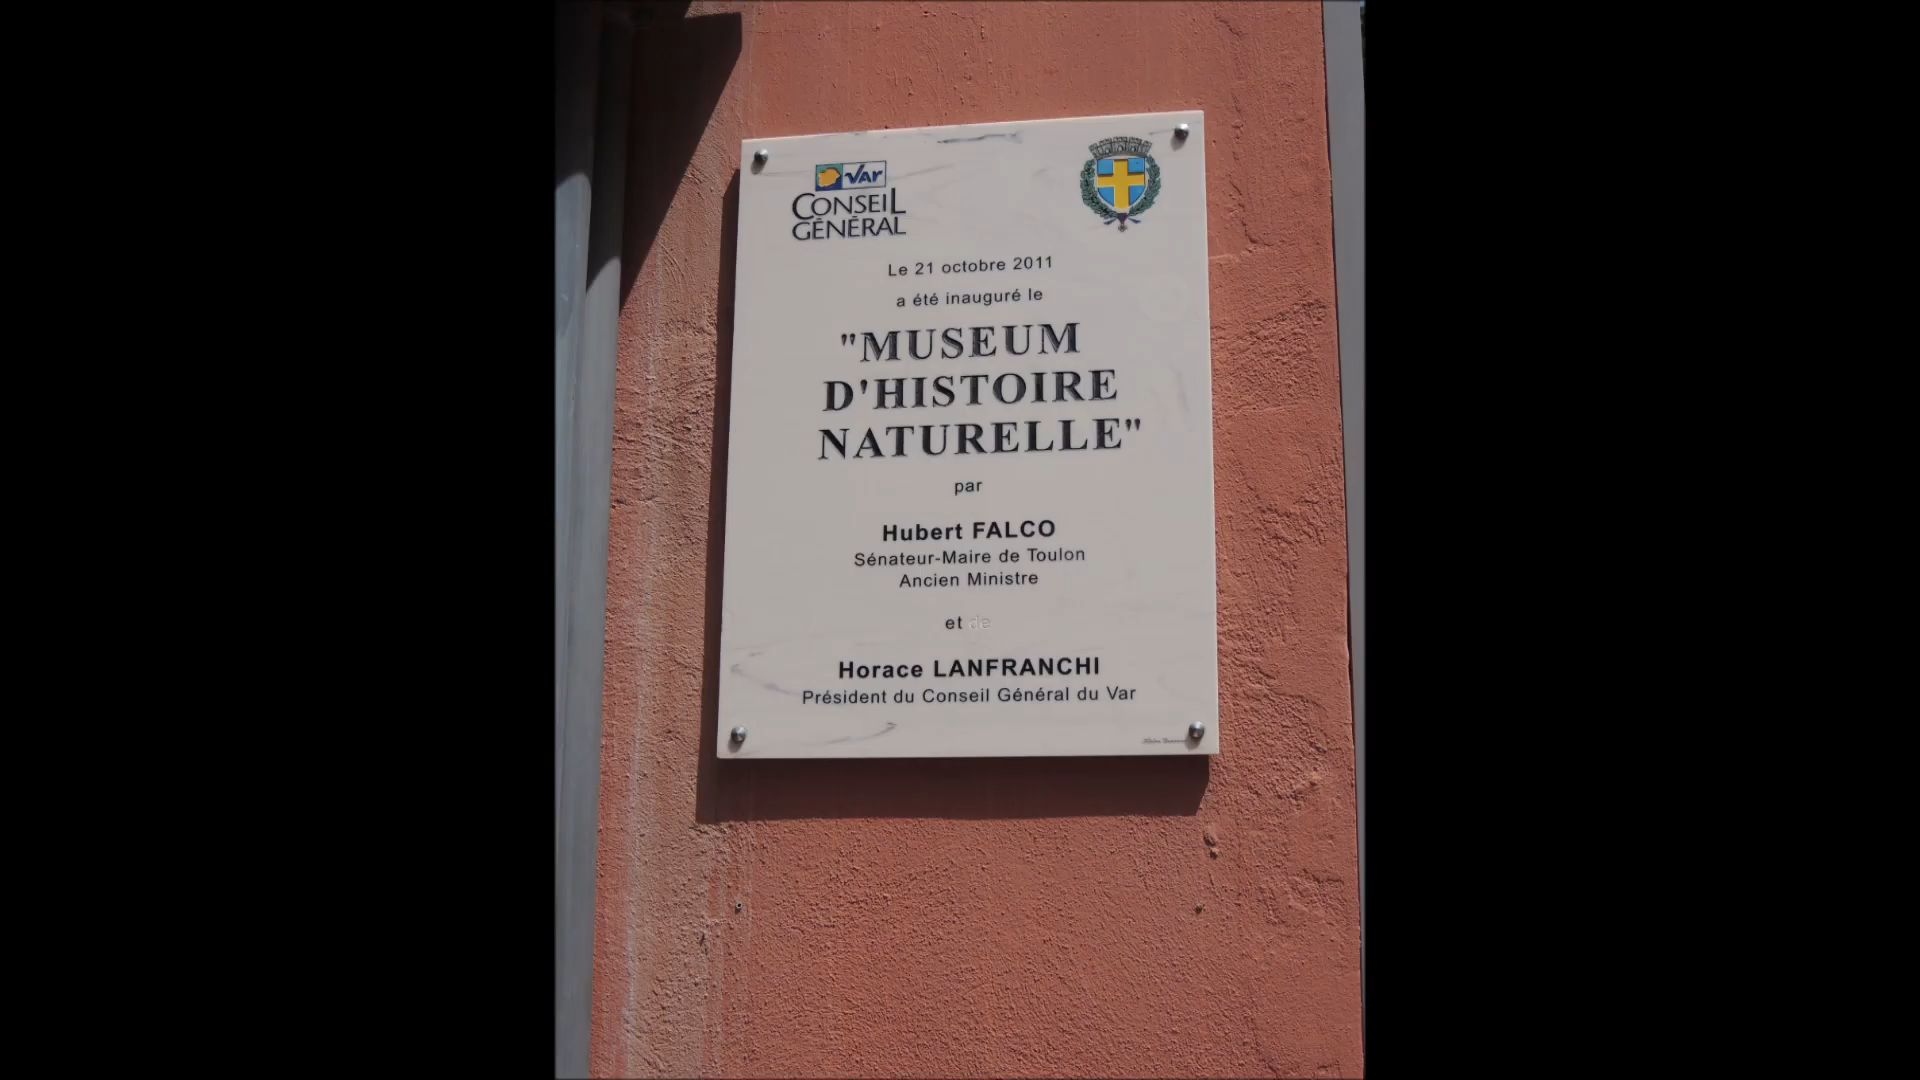 Var
CONSEIL
GÉNÉRAL
Le 21 octobre 2011
a été inauguré le
"MUSEUM
D'HISTOIRE
NATURELLE"
par
Hubert FALCO
Sénateur-Maire de Toulon
Ancien Ministre
et de
Horace LANFRANCHI
Président du Conseil Général du Var